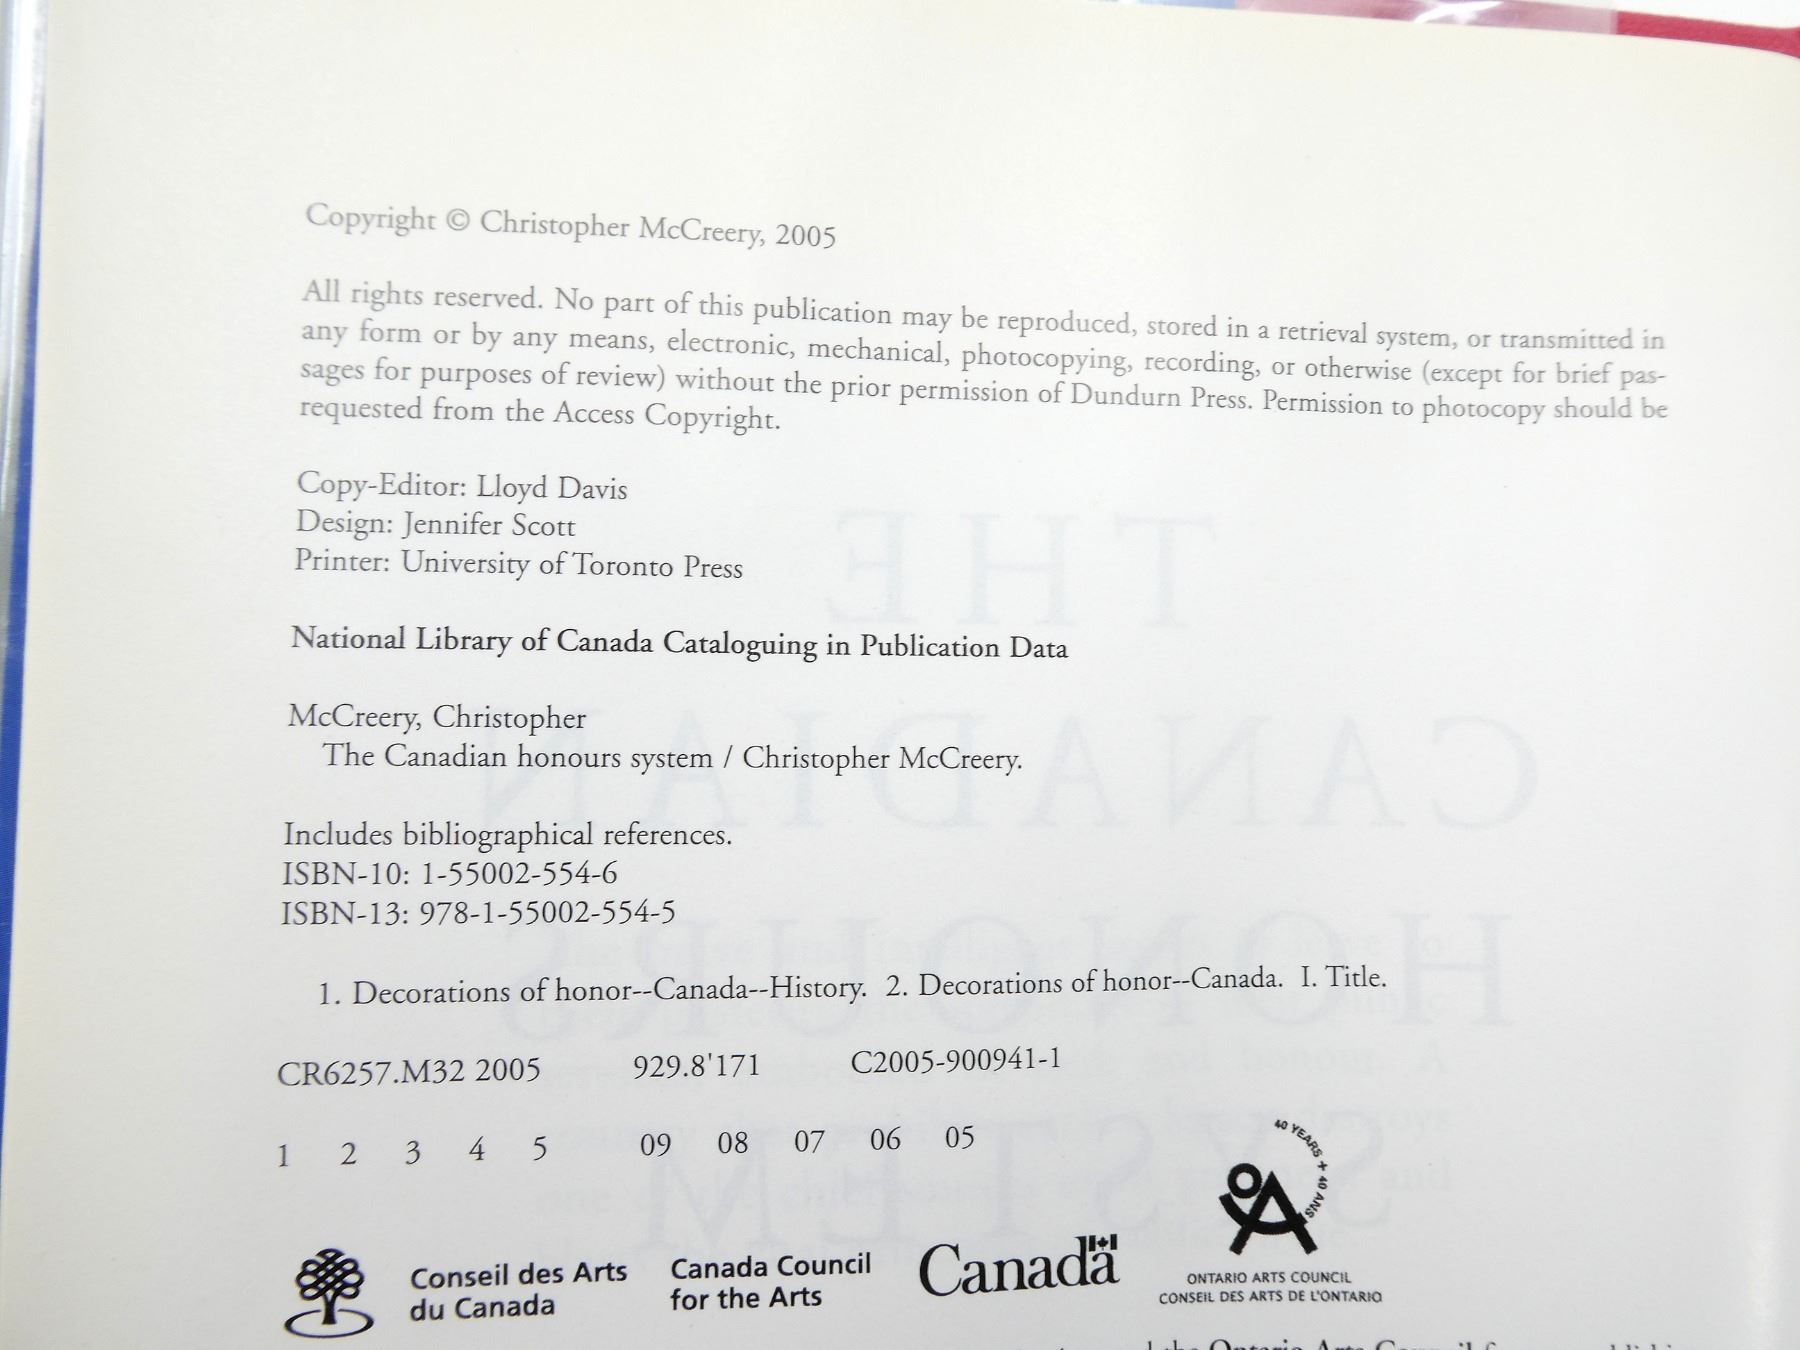 Copyright © Christopher McCreery, 2005
All rights reserved. No part of this publication may be reproduced, stored in a retrieval system, or transmitted in
any form or by any means, electronic, mechanical, photocopying, recording, or otherwise (except for brief pas-
sages for purposes of review) without the prior permission of Dundurn Press. Permission to photocopy should be
requested from the Access Copyright.
Copy-Editor: Lloyd Davis
Design: Jennifer Scott
Printer: University of Toronto Press
National Library of Canada Cataloguing in Publication Data
McCreery, Christopher
The Canadian honours system / Christopher McCreery.
Includes bibliographical references.
ISBN-10: 1-55002-554-6
ISBN-13: 978-1-55002-554-5
1. Decorations of honor--Canada--History. 2. Decorations of honor--Canada. I. Title.
CR6257.M32 2005 929.8'171 C2005-900941-1
1 2 3 4 5 09 08 07 06 05
40 YEARS + 40 ANS
Conseil des Arts
du Canada
Canada Council
for the Arts
Canada
ONTARIO ARTS COUNCIL
CONSEIL DES ARTS DE L'ONTARIO
THE
CANADIAN
HONOURS
SYSTEM
the Ontario Arts Council